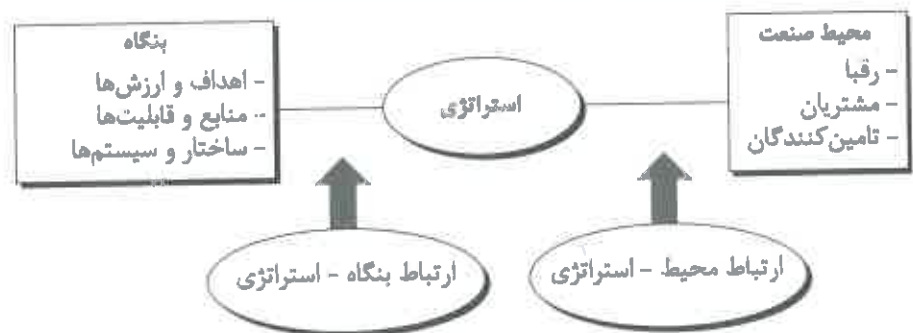 محیط صنعت
- رقبا
- مشتریان
- تامین‌کنندگان
استراتژی
بنگاه
- اهداف و ارزش‌ها
- منابع و قابلیت‌ها
- ساختار و سیستم‌ها
ارتباط محیط - استراتژی
ارتباط بنگاه - استراتژی